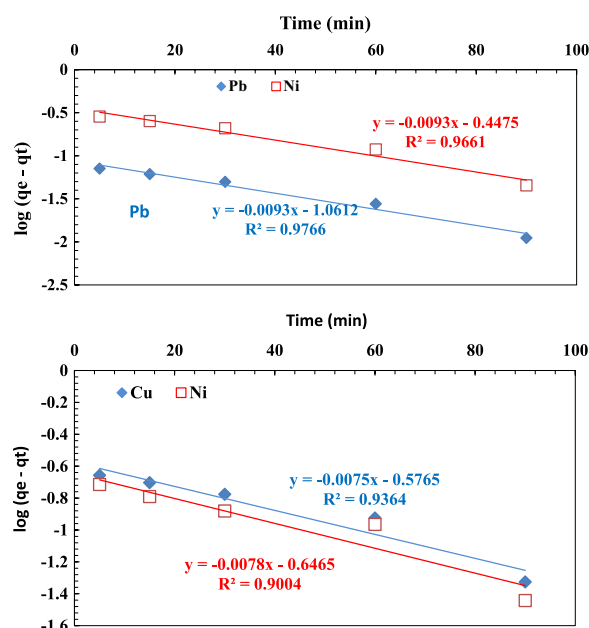 Time (min)
0 20 40 60 80 100
0
Pb Ni
-0.5
y = -0.0093x - 0.4475
R² = 0.9661
-1
log (qe - qt)
-1.5
Pb
y = -0.0093x - 1.0612
R² = 0.9766
-2
-2.5
Time (min)
0 20 40 60 80 100
0
Cu Ni
-0.2
-0.4
-0.6
y = -0.0075x - 0.5765
R² = 0.9364
-0.8
log (qe - qt)
-1
y = -0.0078x - 0.6465
R² = 0.9004
-1.2
-1.4
-1.6